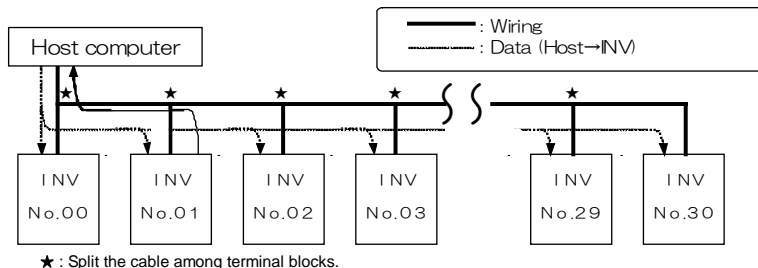 Host computer
: Wiring
: Data (Host→INV)
★ ★ ★ ★ ★
INV No.00
INV No.01
INV No.02
INV No.03
INV No.29
INV No.30
★ : Split the cable among terminal blocks.